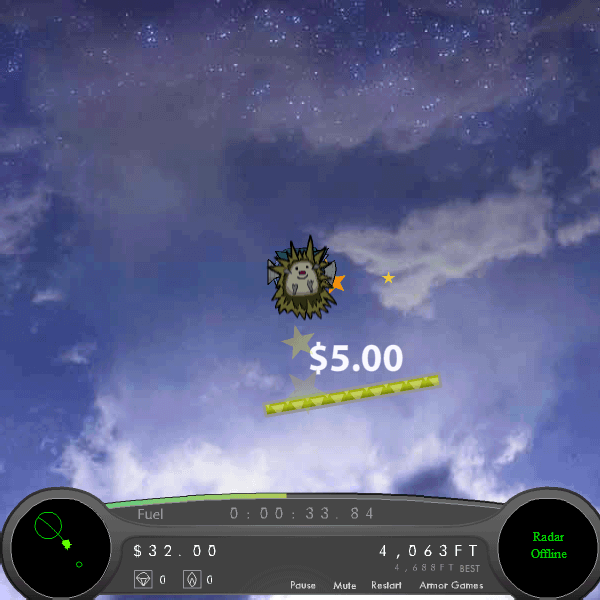 $5.00
Fuel 0:00:33.84
Radar
Offline
$32.00 4,063FT
4,688FT BEST
0 0
Pause Mute Restart Armor Games